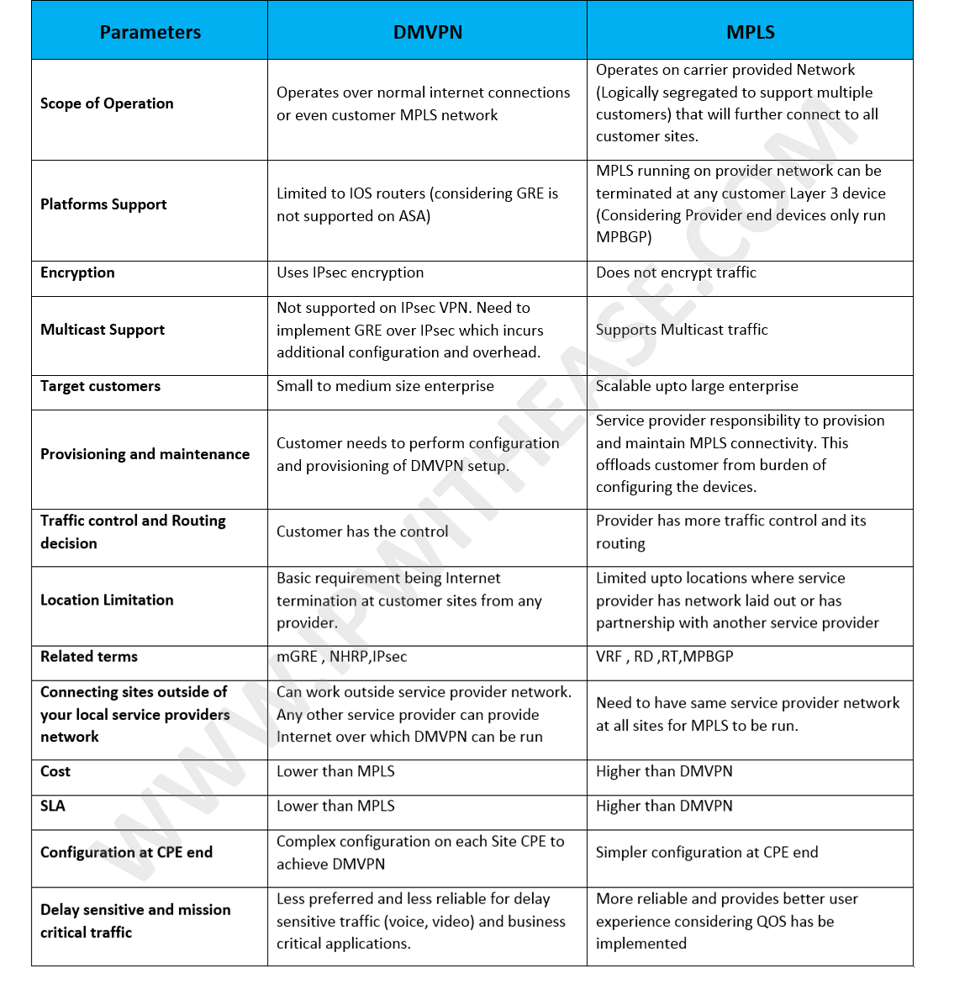 Parameters
DMVPN
MPLS
Scope of Operation
Operates over normal internet connections
or even customer MPLS network
Operates on carrier provided Network
(Logically segregated to support multiple
customers) that will further connect to all
customer sites.
Platforms Support
Limited to IOS routers (considering GRE is
not supported on ASA)
MPLS running on provider network can be
terminated at any customer Layer 3 device
(Considering Provider end devices only run
MPBGP)
Encryption
Uses IPsec encryption
Does not encrypt traffic
Multicast Support
Not supported on IPsec VPN. Need to
implement GRE over IPsec which incurs
additional configuration and overhead.
Supports Multicast traffic
Target customers
Small to medium size enterprise
Scalable upto large enterprise
Provisioning and maintenance
Customer needs to perform configuration
and provisioning of DMVPN setup.
Service provider responsibility to provision
and maintain MPLS connectivity. This
offloads customer from burden of
configuring the devices.
Traffic control and Routing
decision
Customer has the control
Provider has more traffic control and its
routing
Location Limitation
Basic requirement being Internet
termination at customer sites from any
provider.
Limited upto locations where service
provider has network laid out or has
partnership with another service provider
Related terms
mGRE , NHRP,IPsec
VRF , RD ,RT,MPBGP
Connecting sites outside of
your local service providers
network
Can work outside service provider network.
Any other service provider can provide
Internet over which DMVPN can be run
Need to have same service provider network
at all sites for MPLS to be run.
Cost
Lower than MPLS
Higher than DMVPN
SLA
Lower than MPLS
Higher than DMVPN
Configuration at CPE end
Complex configuration on each Site CPE to
achieve DMVPN
Simpler configuration at CPE end
Delay sensitive and mission
critical traffic
Less preferred and less reliable for delay
sensitive traffic (voice, video) and business
critical applications.
More reliable and provides better user
experience considering QOS has be
implemented
WWW.IPWITHEASE.COM